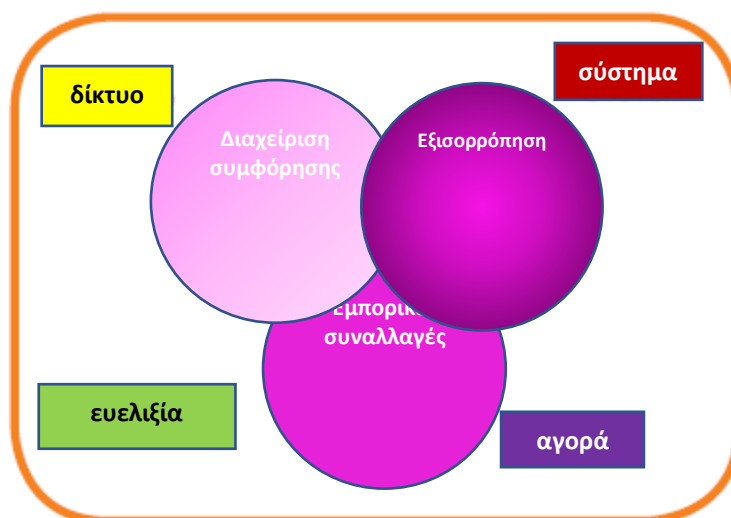 δίκτυο
σύστημα
Διαχείριση
συμφόρησης
Εξισορρόπηση
συναλλαγές
ευελιξία
αγορά